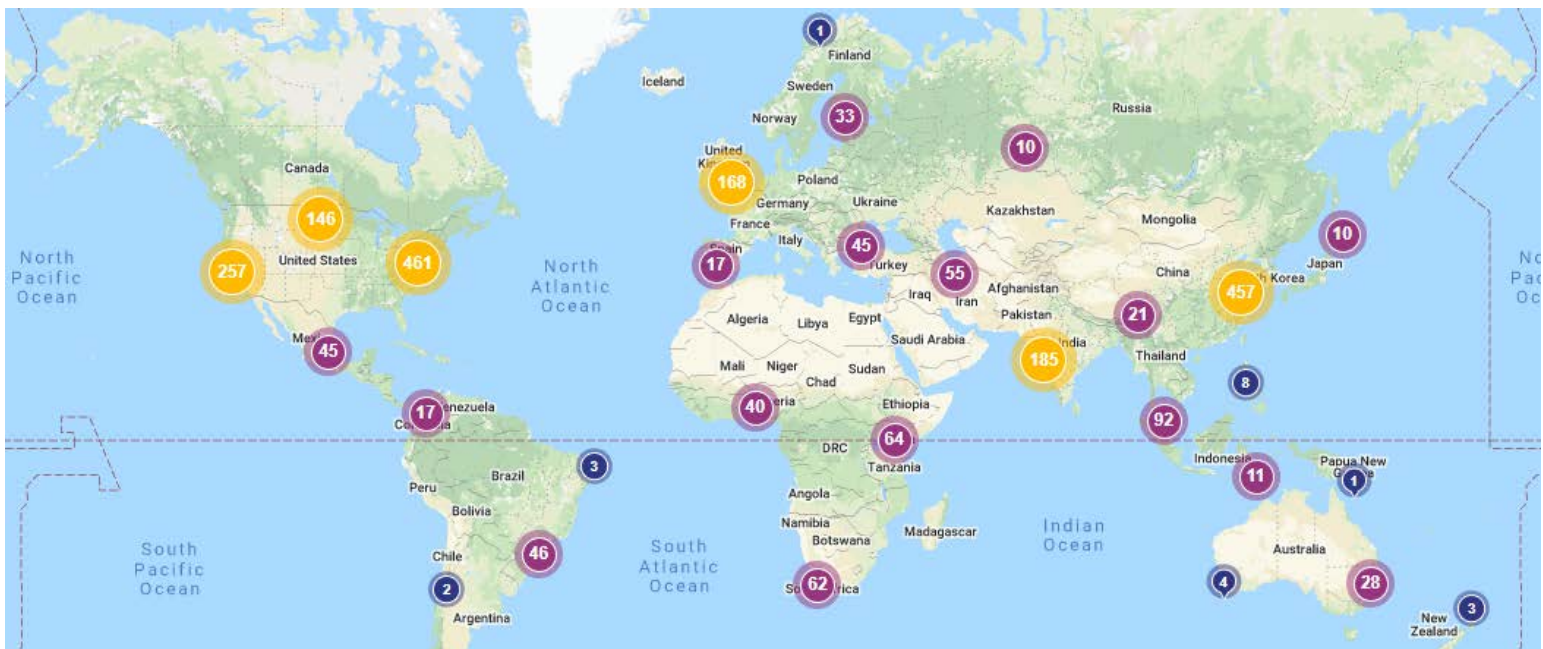 1
Finland
Iceland
Sweden
Russia
Norway
33
10
United
168
Canada
Poland
Germany
Ukraine
Kazakhstan
Mongolia
France
Italy
146
45
10
Spain
17
Turkey
Japan
North
Pacific
Ocean
257
United States
461
North
Atlantic
Ocean
55
China
Korea
457
Iraq
Iran
Afghanistan
Pakistan
21
Algeria
Libya
Egypt
Saudi Arabia
45
185
Thailand
Mali
Niger
Chad
Sudan
8
17
40
Ethiopia
92
64
DRC
Tanzania
Indonesia
11
Papua New
1
3
Brazil
Peru
Bolivia
Angola
Namibia
Botswana
Madagascar
Indian
Ocean
Australia
South
Pacific
Ocean
Chile
46
South
Atlantic
Ocean
2
62
4
28
Argentina
3
New
Zealand